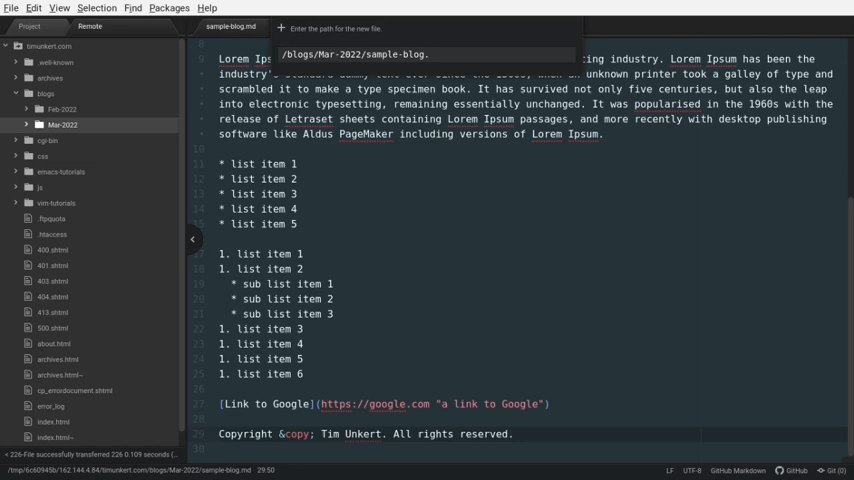 File Edit View Selection Find Packages Help
Project Remote sample-blog.md
Enter the path for the new file.
/blogs/Mar-2022/sample-blog.
timunkert.com
.well-known
archives
blogs
Feb-2022
Mar-2022
cgi-bin
css
emacs-tutorials
js
vim-tutorials
.ftpquota
.htaccess
400.shtml
401.shtml
403.shtml
404.shtml
413.shtml
500.shtml
about.html
archives.html
archives.html~
cp_errordocument.shtml
error_log
index.html
index.html~
< 226-File successfully transferred 226 0.109 seconds (...
8
9 Lorem Ips ing industry. Lorem Ipsum has been the
unknown printer took a galley of type and
scrambled it to make a type specimen book. It has survived not only five centuries, but also the leap
into electronic typesetting, remaining essentially unchanged. It was popularised in the 1960s with the
release of Letraset sheets containing Lorem Ipsum passages, and more recently with desktop publishing
software like Aldus PageMaker including versions of Lorem Ipsum.
10
11 * list item 1
12 * list item 2
13 * list item 3
14 * list item 4
15 * list item 5
17 1. list item 1
18 1. list item 2
19 * sub list item 1
20 * sub list item 2
21 * sub list item 3
22 1. list item 3
23 1. list item 4
24 1. list item 5
25 1. list item 6
26
27 [Link to Google](https://google.com "a link to Google")
28
29 Copyright &copy; Tim Unkert. All rights reserved.
30
/tmp/6c60945b/162.144.4.84/timunkert.com/blogs/Mar-2022/sample-blog.md 29:50 LF UTF-8 GitHub Markdown GitHub Git (0)